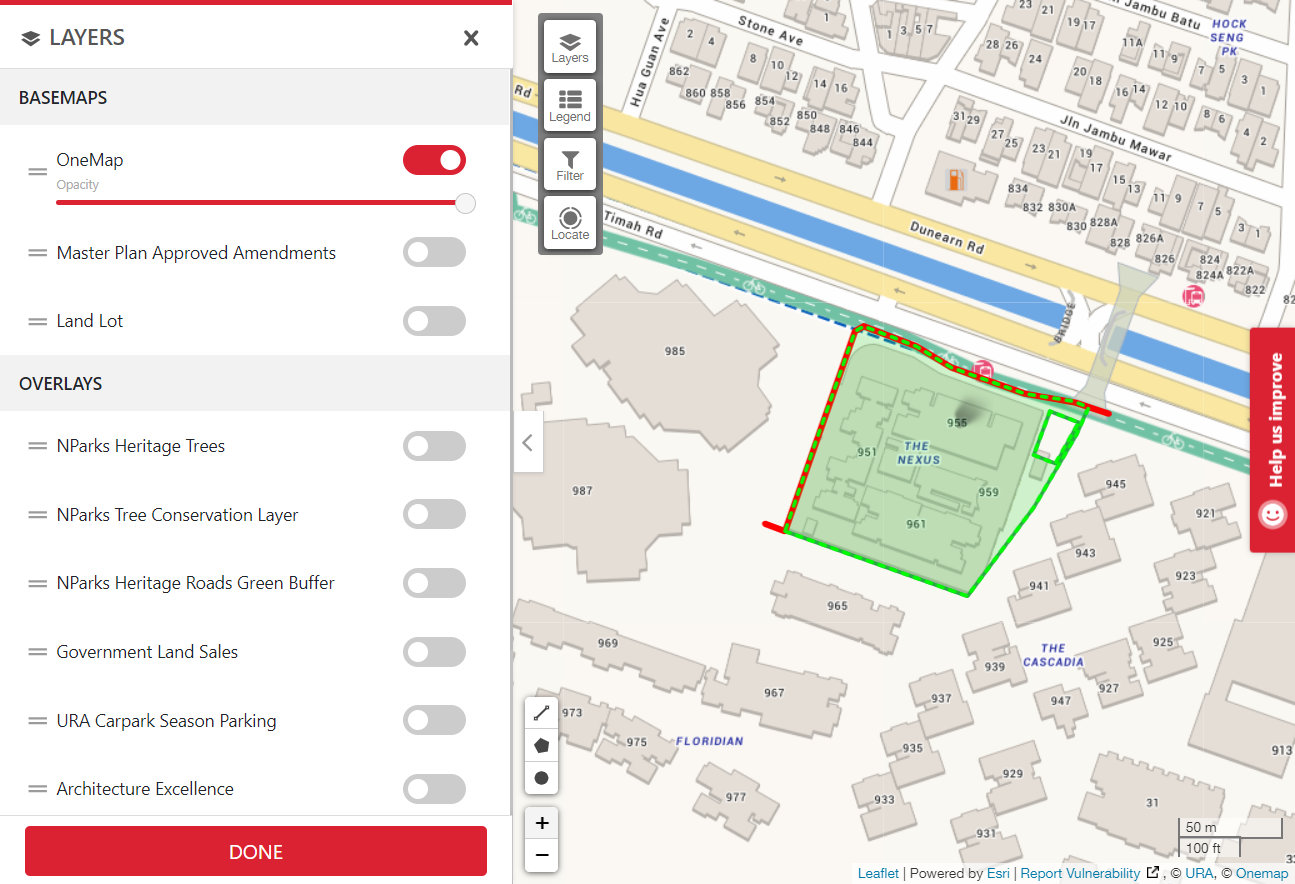 LAYERS
BASEMAPS
OneMap
Opacity
Master Plan Approved Amendments
Land Lot
OVERLAYS
NParks Heritage Trees
NParks Tree Conservation Layer
NParks Heritage Roads Green Buffer
Government Land Sales
URA Carpark Season Parking
Architecture Excellence
DONE
Layers
Legend
Filter
Locate
Hua Guan Ave
Stone Ave
Jln Jambu Batu
HOCK
SENG
PK
1
1 3 5 7
23 21
19 17
2 4
8 10 12
14 16
28 26
24
11A
11 9
7 5
3
1
862
860 858
856
854
852
850
848
846
844
20
18
16 14
12 10
8 6
4
2
Rd
31 29
27 25
23 21
19
17
15
13
11 9
7 5
3 1
Jln Jambu Mawar
834
832
830A
830
828A
828
826A
826
824
824A
822A
822
82
Timah Rd
Dunearn Rd
BRIDGE
985
987
955
951
THE
NEXUS
959
961
945
921
943
923
941
965
969
939
THE
CASCADIA
925
927
967
937
947
973
975
FLORIDIAN
935
913
929
977
933
931
31
Help us improve
+
−
50 m
100 ft
Leaflet | Powered by Esri | Report Vulnerability , © URA, © Onemap